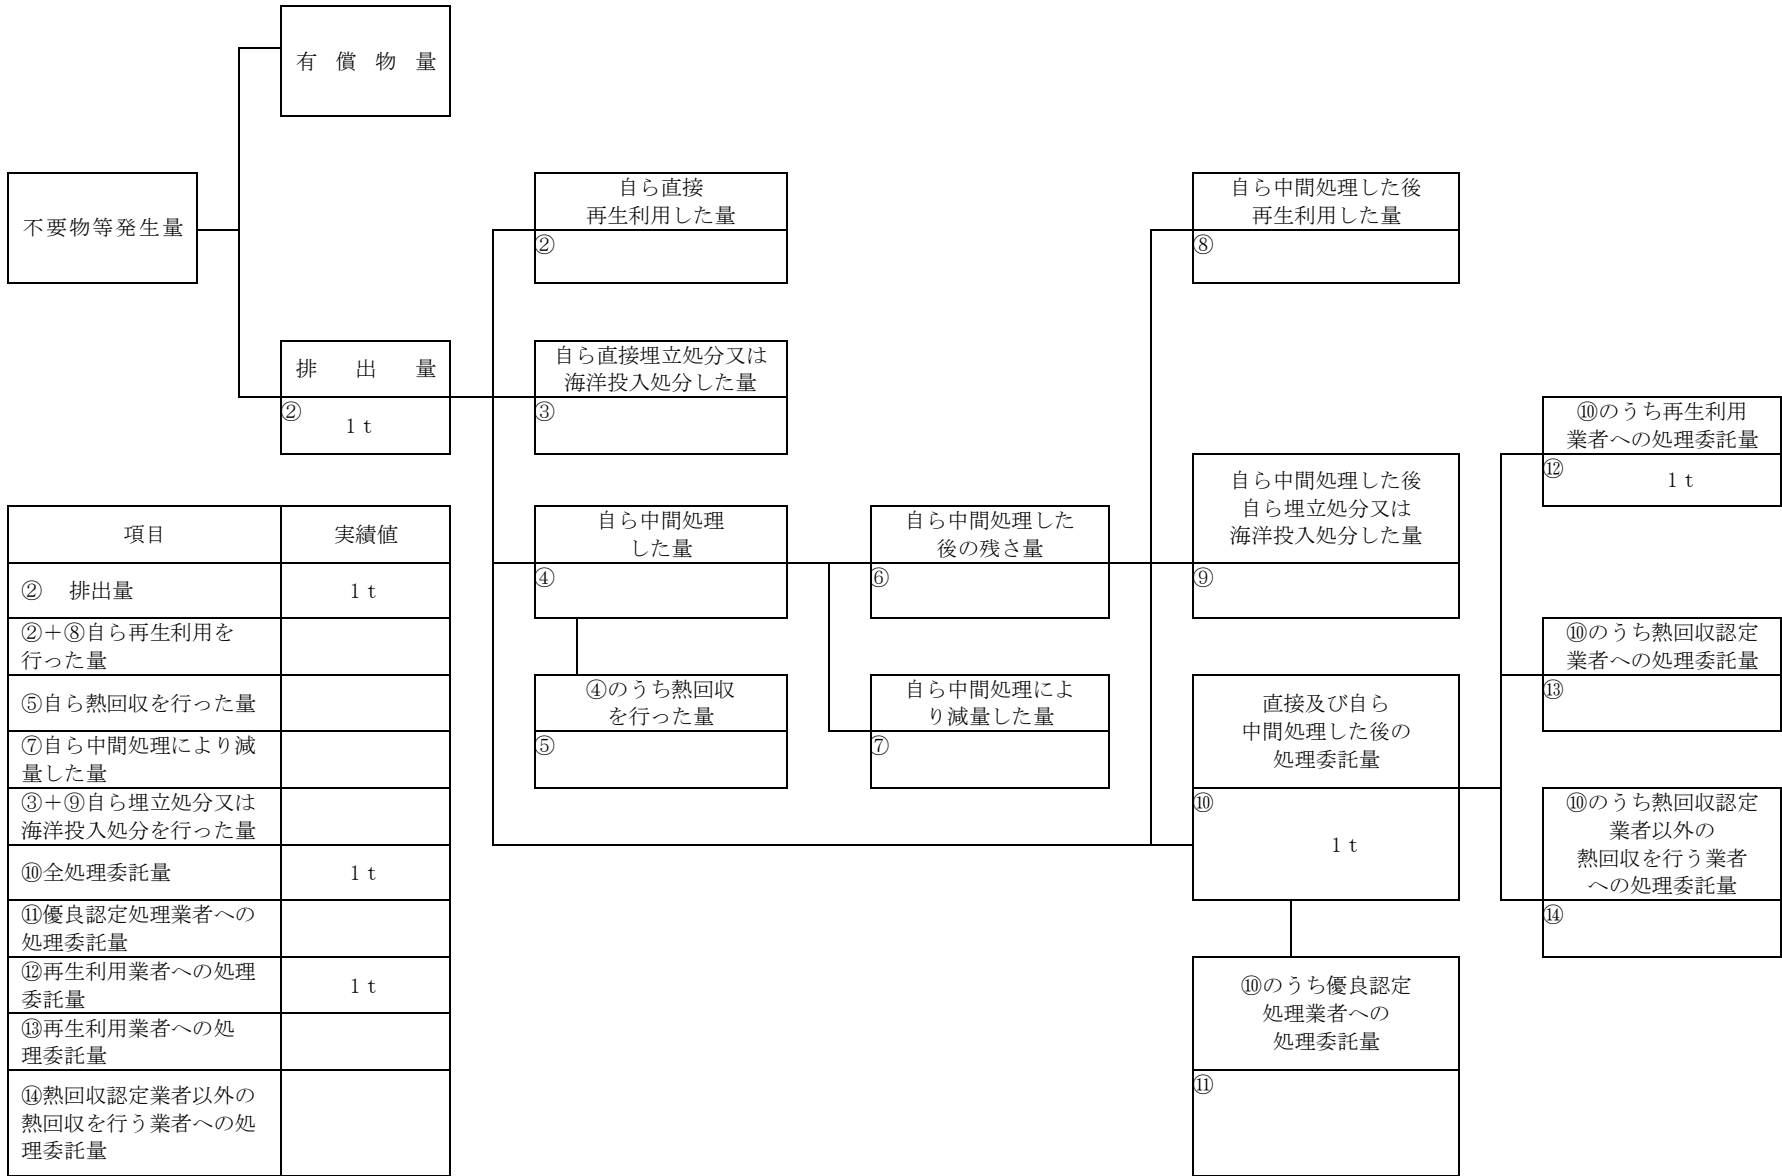 有 償 物 量
不要物等発生量
自ら直接
再生利用した量
②
自ら中間処理した後
再生利用した量
⑧
排 出 量
②
1 t
自ら直接埋立処分又は
海洋投入処分した量
③
⑩のうち再生利用
業者への処理委託量
⑫
1 t
自ら中間処理
した量
④
自ら中間処理した
後の残さ量
⑥
自ら中間処理した後
自ら埋立処分又は
海洋投入処分した量
⑨
⑩のうち熱回収認定
業者への処理委託量
⑬
④のうち熱回収
を行った量
⑤
自ら中間処理によ
り減量した量
⑦
直接及び自ら
中間処理した後の
処理委託量
⑩
1 t
⑩のうち熱回収認定
業者以外の
熱回収を行う業者
への処理委託量
⑭
⑩のうち優良認定
処理業者への
処理委託量
⑪
項目 実績値
② 排出量 1 t
②+⑧自ら再生利用を
行った量
⑤自ら熱回収を行った量
⑦自ら中間処理により減
量した量
③+⑨自ら埋立処分又は
海洋投入処分を行った量
⑩全処理委託量 1 t
⑪優良認定処理業者への
処理委託量
⑫再生利用業者への処理
委託量 1 t
⑬再生利用業者への処
理委託量
⑭熱回収認定業者以外の
熱回収を行う業者への処
理委託量